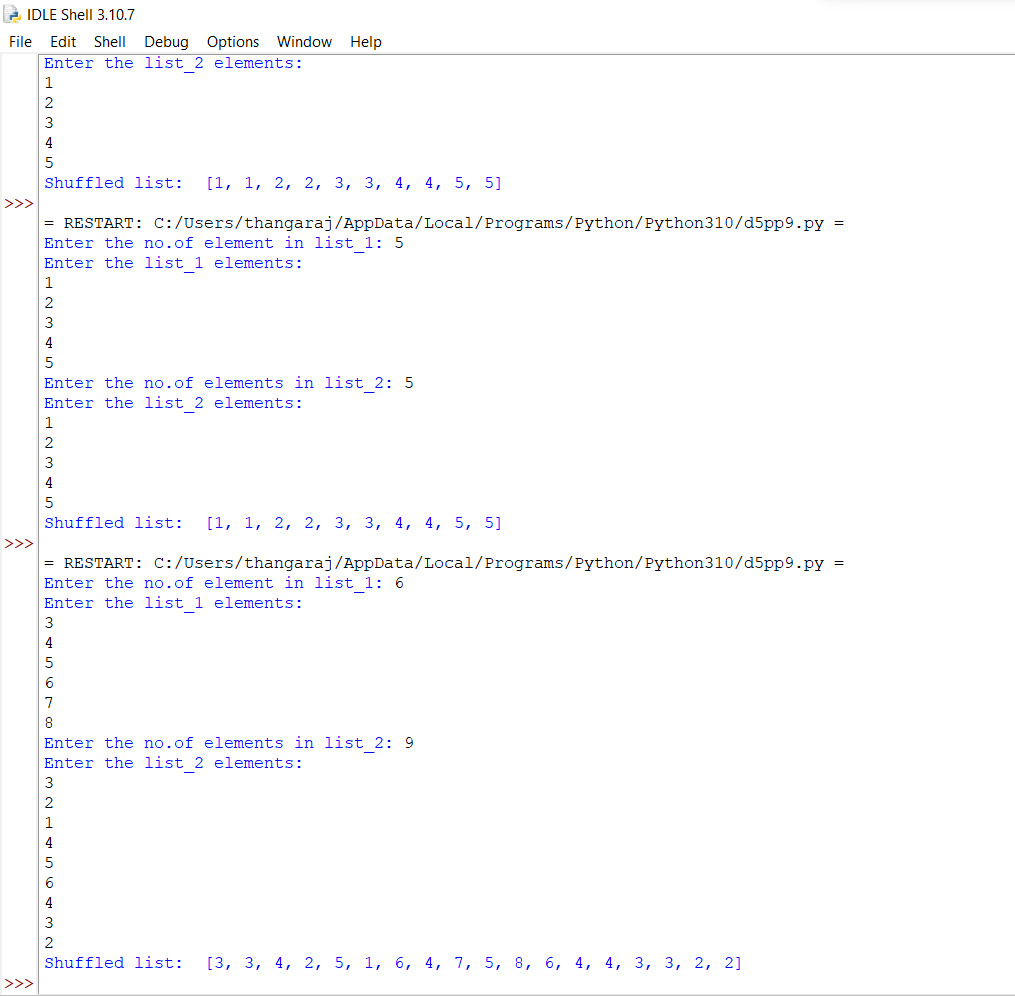 IDLE Shell 3.10.7
File Edit Shell Debug Options Window Help
Enter the list_2 elements:
1
2
3
4
5
Shuffled list:  [1, 1, 2, 2, 3, 3, 4, 4, 5, 5]
>>>
= RESTART: C:/Users/thangaraj/AppData/Local/Programs/Python/Python310/d5pp9.py =
Enter the no.of element in list_1: 5
Enter the list_1 elements:
1
2
3
4
5
Enter the no.of elements in list_2: 5
Enter the list_2 elements:
1
2
3
4
5
Shuffled list:  [1, 1, 2, 2, 3, 3, 4, 4, 5, 5]
>>>
= RESTART: C:/Users/thangaraj/AppData/Local/Programs/Python/Python310/d5pp9.py =
Enter the no.of element in list_1: 6
Enter the list_1 elements:
3
4
5
6
7
8
Enter the no.of elements in list_2: 9
Enter the list_2 elements:
3
2
1
4
5
6
4
3
2
Shuffled list:  [3, 3, 4, 2, 5, 1, 6, 4, 7, 5, 8, 6, 4, 4, 3, 3, 2, 2]
>>>